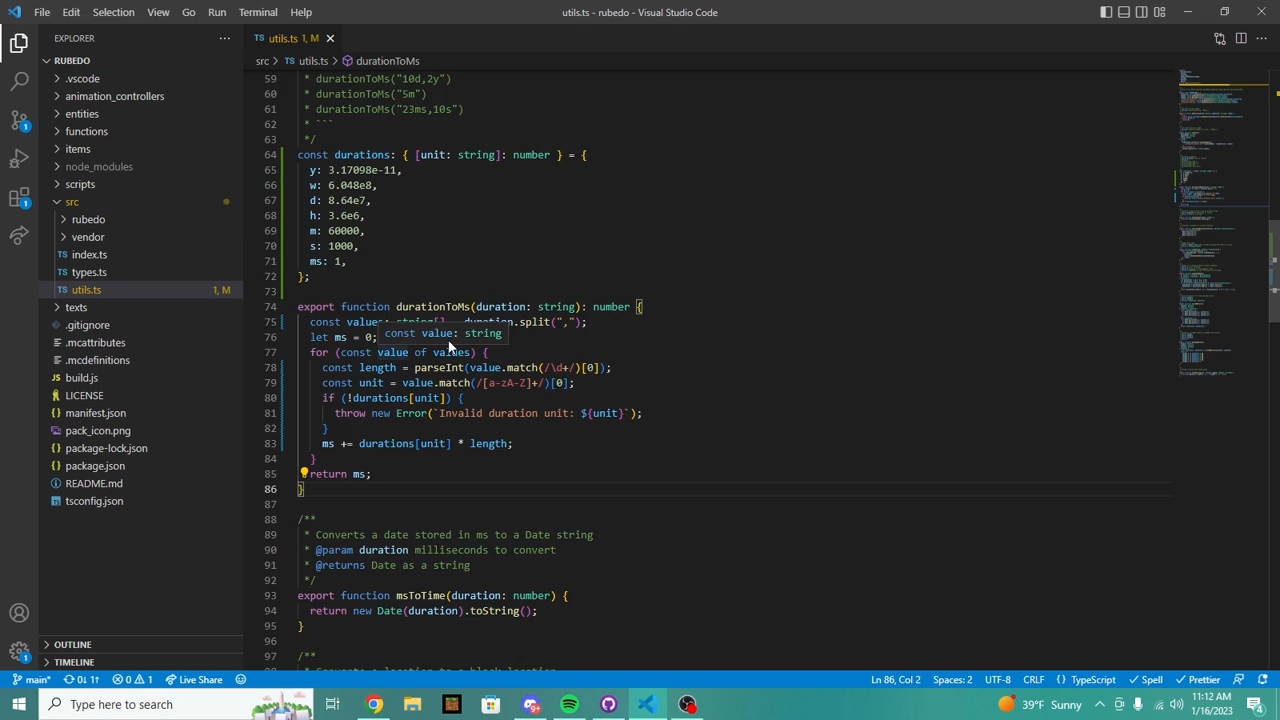 File Edit Selection View Go Run Terminal Help
utils.ts - rubedo - Visual Studio Code
EXPLORER
RUBEDO
.vscode
animation_controllers
entities
functions
items
node_modules
scripts
src
rubedo
vendor
index.ts
types.ts
utils.ts 1, M
texts
.gitignore
.mcattributes
.mcdefinitions
build.js
LICENSE
manifest.json
pack_icon.png
package-lock.json
package.json
README.md
tsconfig.json
OUTLINE
TIMELINE
TS utils.ts 1, M
src > TS utils.ts > durationToMs
59 * durationToMs("10d,2y")
60 * durationToMs("5m")
61 * durationToMs("23ms,10s")
62 * ```
63 */
64 const durations: { [unit: string]: number } = {
65 y: 3.17098e-11,
66 w: 6.048e8,
67 d: 8.64e7,
68 h: 3.6e6,
69 m: 60000,
70 s: 1000,
71 ms: 1,
72 };
73
74 export function durationToMs(duration: string): number {
75 const values: duration.split(",");
const value: string
76 let ms = 0;
77 for (const value of values) {
78 const length = parseInt(value.match(/\d+/)[0]);
79 const unit = value.match(/[a-zA-Z]+/)[0];
80 if (!durations[unit]) {
81 throw new Error(`Invalid duration unit: ${unit}`);
82 }
83 ms += durations[unit] * length;
84 }
85 return ms;
86 }
87
88 /**
89 * Converts a date stored in ms to a Date string
90 * @param duration milliseconds to convert
91 * @returns Date as a string
92 */
93 export function msToTime(duration: number) {
94 return new Date(duration).toString();
95 }
96
97 /**
main* 0↓ 1↑ 0 1 Live Share
Ln 86, Col 2 Spaces: 2 UTF-8 CRLF { } TypeScript Spell Prettier
Type here to search
39°F Sunny
11:12 AM
1/16/2023
4